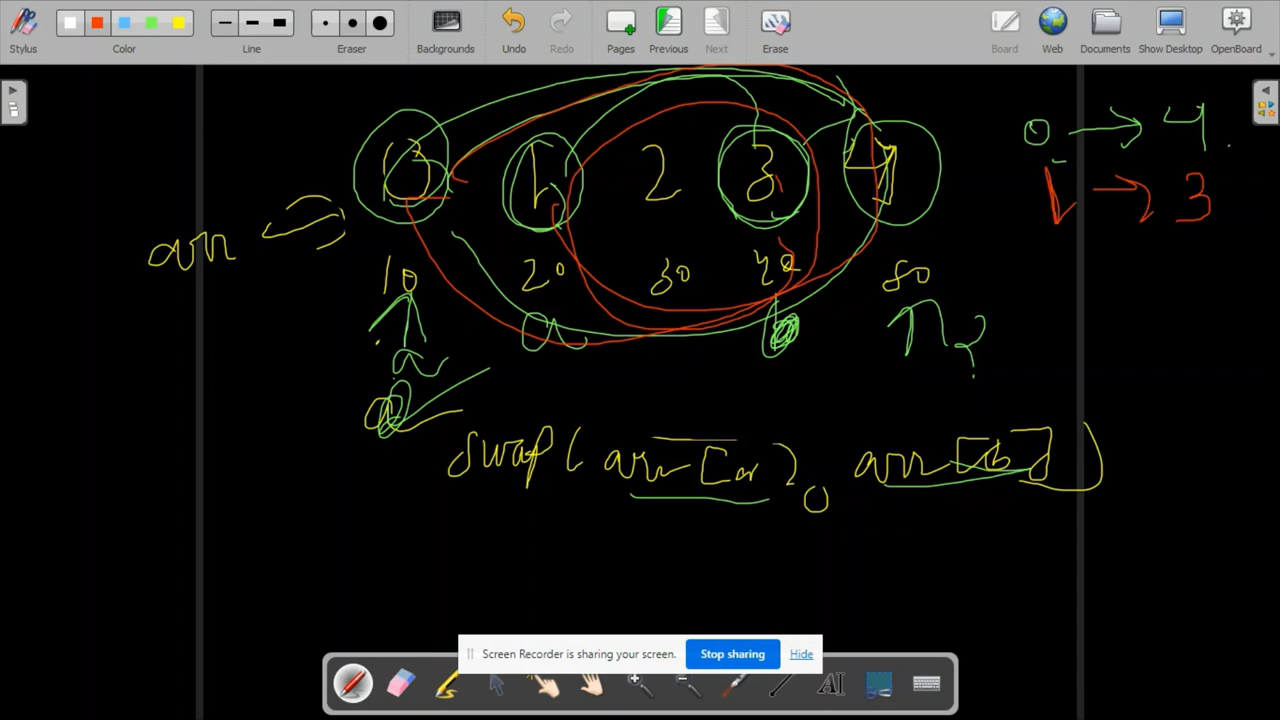 Stylus Color Line Eraser Backgrounds Undo Redo Pages Previous Next Erase Board Web Documents Show Desktop OpenBoard
0 1 2 3 4
0 → 4
1 → 3
arr
10 20 30 40 80
a b ?
a
swap( arr[a], arr[b])
Screen Recorder is sharing your screen. Stop sharing Hide
AI